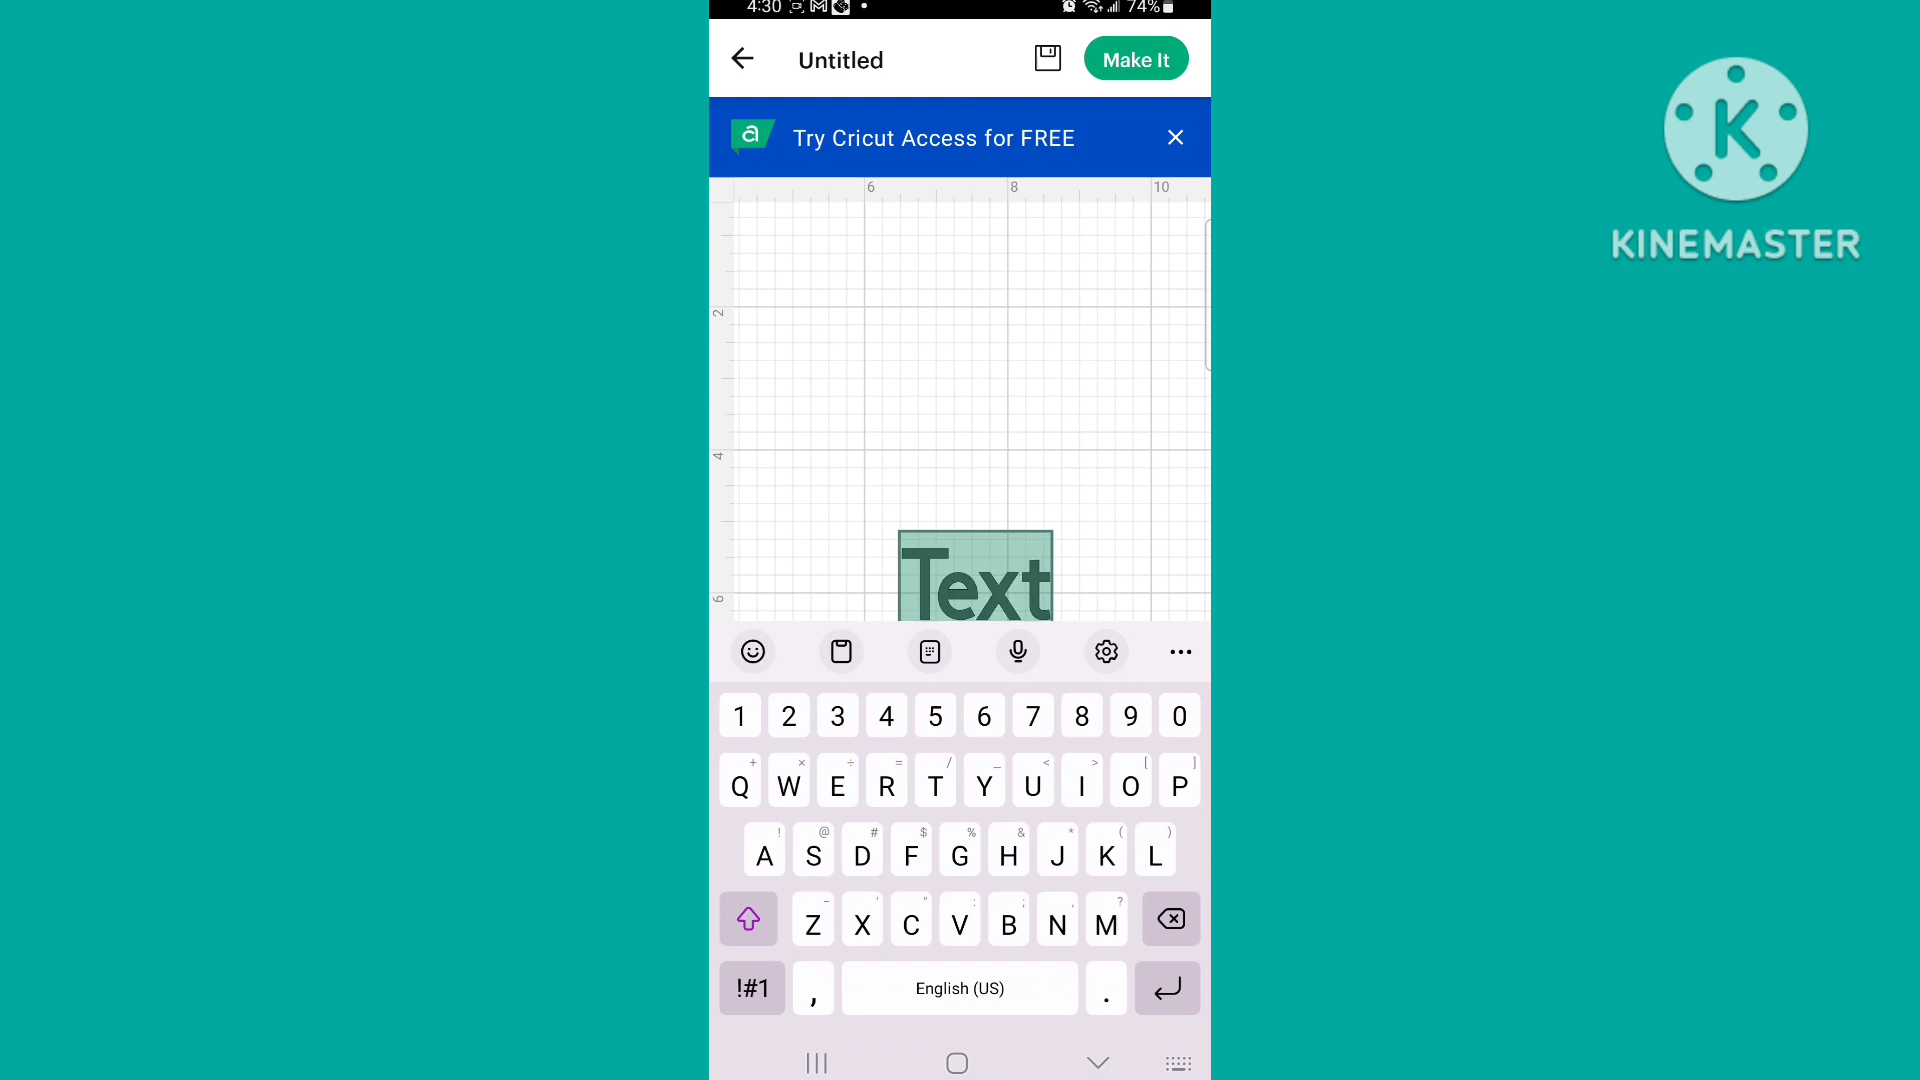 4:30 74%
Untitled Make It
a Try Cricut Access for FREE
6 8 10
2
4
6
Text
1 2 3 4 5 6 7 8 9 0
+ × ÷ = / _ < > [ ]
Q W E R T Y U I O P
! @ # $ % & * ( )
A S D F G H J K L
- ' " : ; , ?
Z X C V B N M
!#1 , English (US) .
K
KINEMASTER